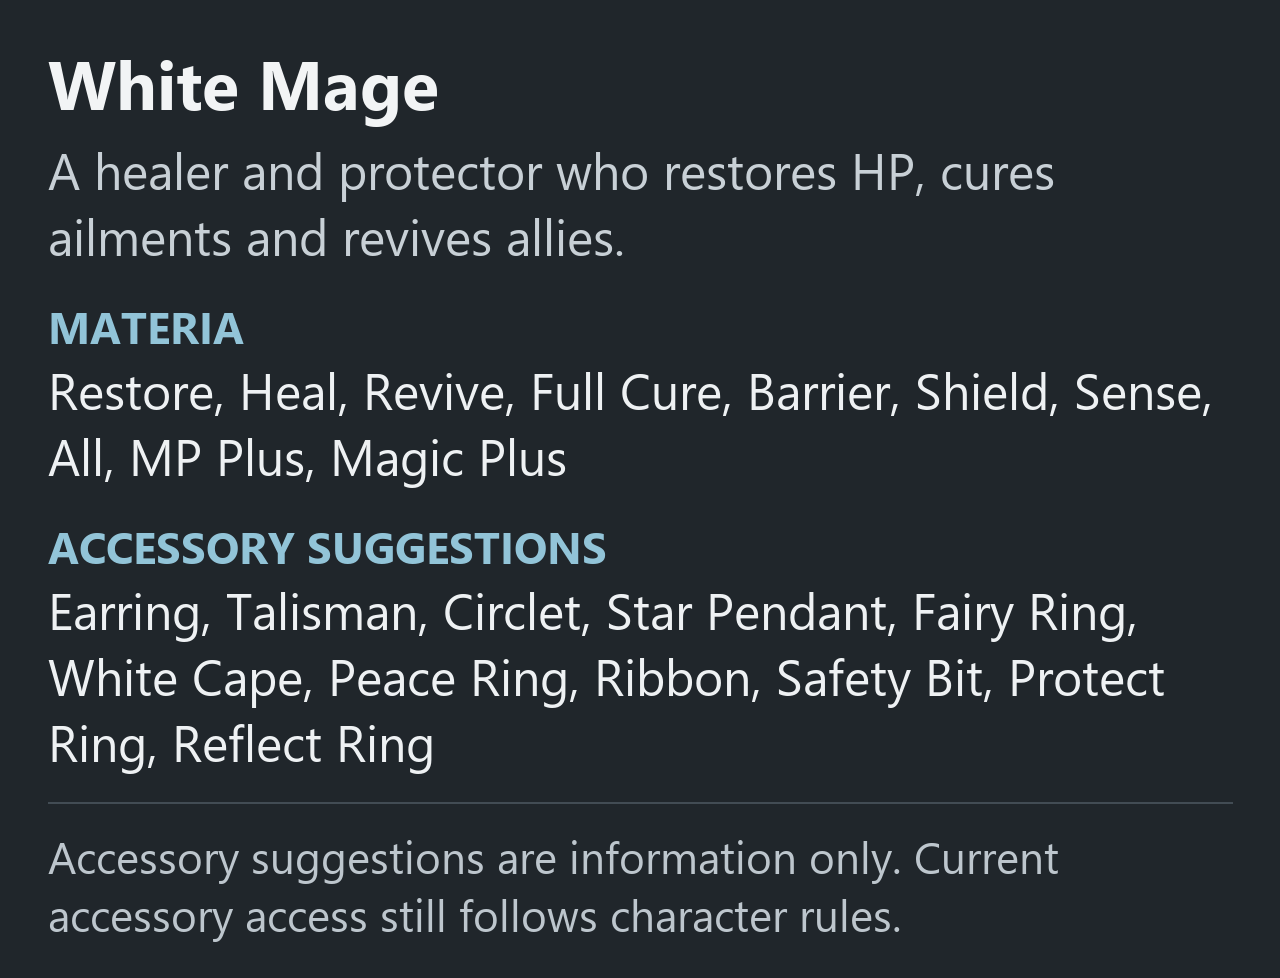 White Mage
A healer and protector who restores HP, cures
ailments and revives allies.
MATERIA
Restore, Heal, Revive, Full Cure, Barrier, Shield, Sense,
All, MP Plus, Magic Plus
ACCESSORY SUGGESTIONS
Earring, Talisman, Circlet, Star Pendant, Fairy Ring,
White Cape, Peace Ring, Ribbon, Safety Bit, Protect
Ring, Reflect Ring
Accessory suggestions are information only. Current
accessory access still follows character rules.